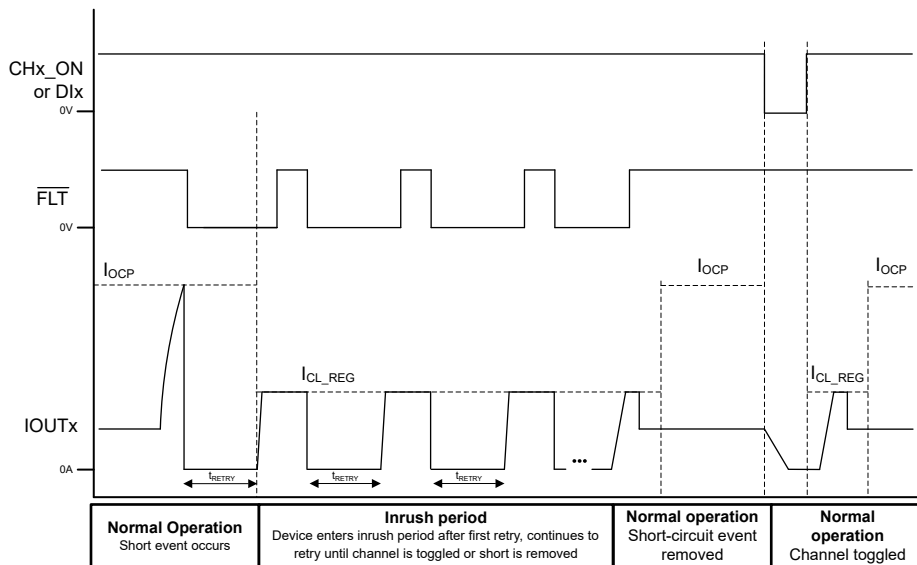 CHx_ON
or DIx
0V
FLT
0V
IOCP
IOCP
IOCP
ICL_REG
ICL_REG
IOUTx
0A
...
tRETRY
tRETRY
tRETRY
Normal Operation
Short event occurs
Inrush period
Device enters inrush period after first retry, continues to
retry until channel is toggled or short is removed
Normal operation
Short-circuit event
removed
Normal
operation
Channel toggled